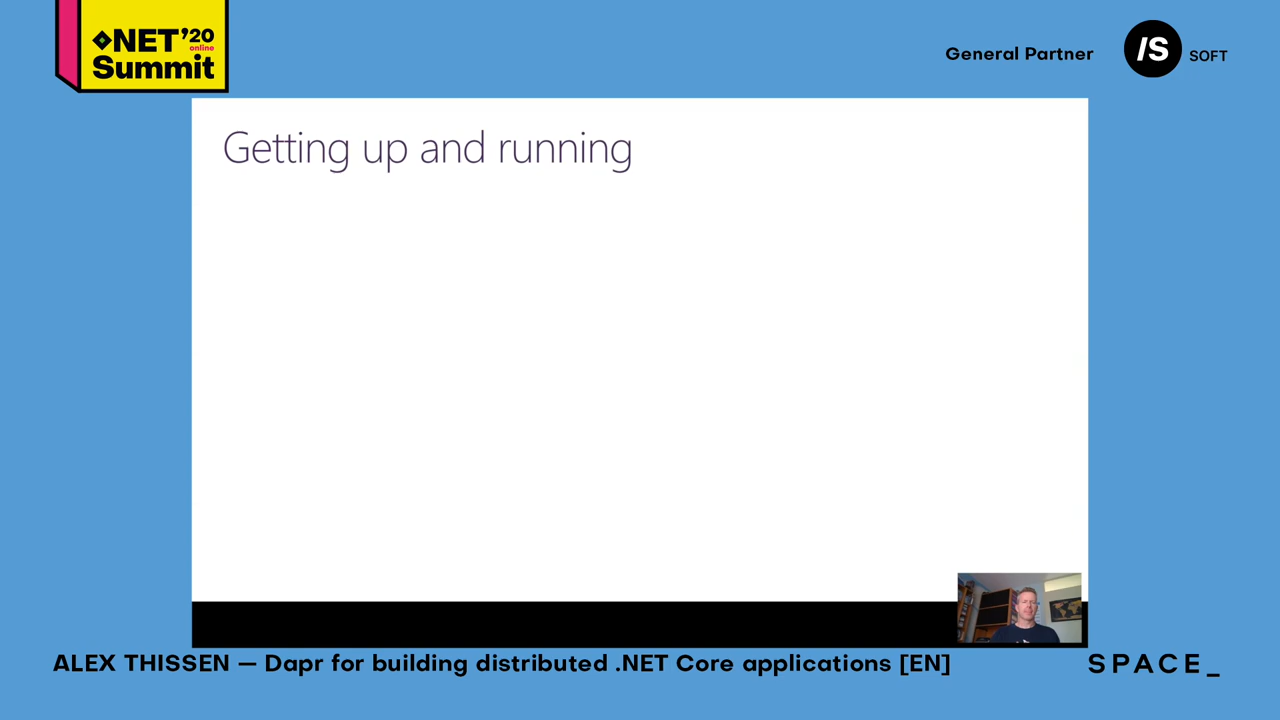 NET'20
online
Summit
General Partner
/S SOFT
Getting up and running
ALEX THISSEN — Dapr for building distributed .NET Core applications [EN]
SPACE_